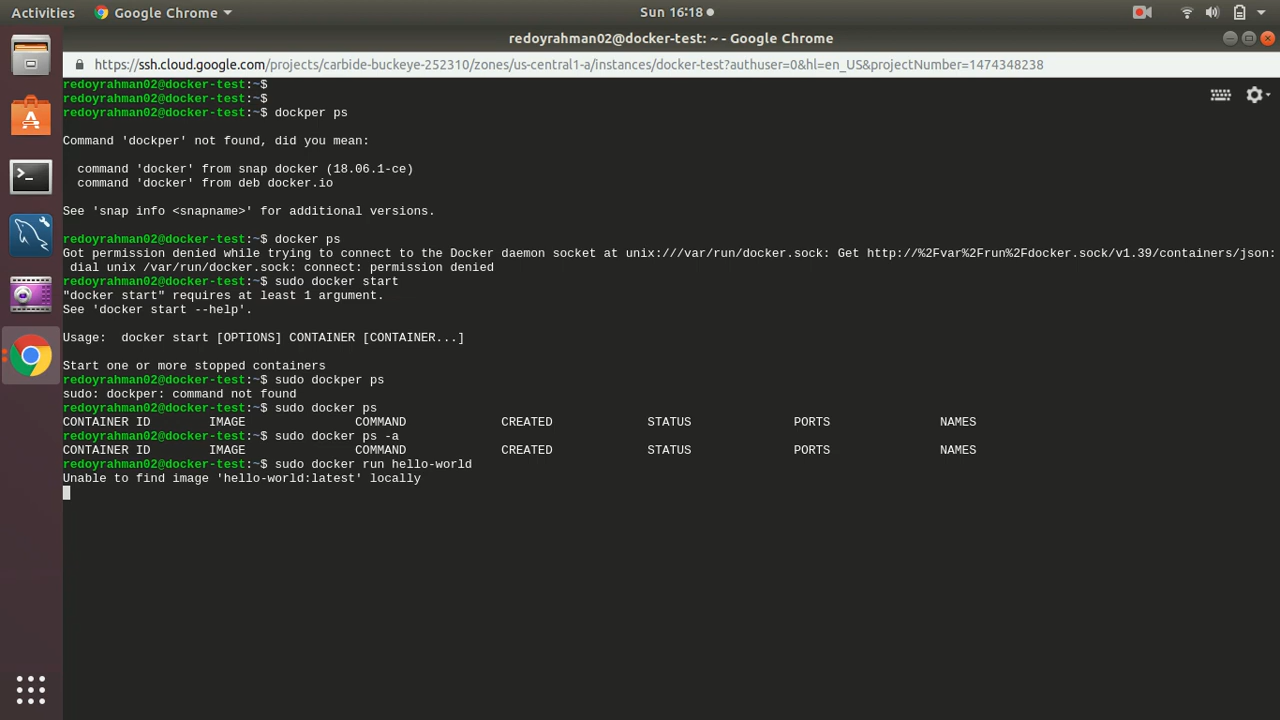 Activities
Google Chrome
Sun 16:18
redoyrahman02@docker-test: ~ - Google Chrome
https://ssh.cloud.google.com/projects/carbide-buckeye-252310/zones/us-central1-a/instances/docker-test?authuser=0&hl=en_US&projectNumber=1474348238
redoyrahman02@docker-test:~$
redoyrahman02@docker-test:~$
redoyrahman02@docker-test:~$ dockper ps
Command 'dockper' not found, did you mean:
command 'docker' from snap docker (18.06.1-ce)
command 'docker' from deb docker.io
See 'snap info <snapname>' for additional versions.
redoyrahman02@docker-test:~$ docker ps
Got permission denied while trying to connect to the Docker daemon socket at unix:///var/run/docker.sock: Get http://%2Fvar%2Frun%2Fdocker.sock/v1.39/containers/json:
dial unix /var/run/docker.sock: connect: permission denied
redoyrahman02@docker-test:~$ sudo docker start
"docker start" requires at least 1 argument.
See 'docker start --help'.
Usage:  docker start [OPTIONS] CONTAINER [CONTAINER...]
Start one or more stopped containers
redoyrahman02@docker-test:~$ sudo dockper ps
sudo: dockper: command not found
redoyrahman02@docker-test:~$ sudo docker ps
CONTAINER ID        IMAGE               COMMAND             CREATED             STATUS              PORTS               NAMES
redoyrahman02@docker-test:~$ sudo docker ps -a
CONTAINER ID        IMAGE               COMMAND             CREATED             STATUS              PORTS               NAMES
redoyrahman02@docker-test:~$ sudo docker run hello-world
Unable to find image 'hello-world:latest' locally